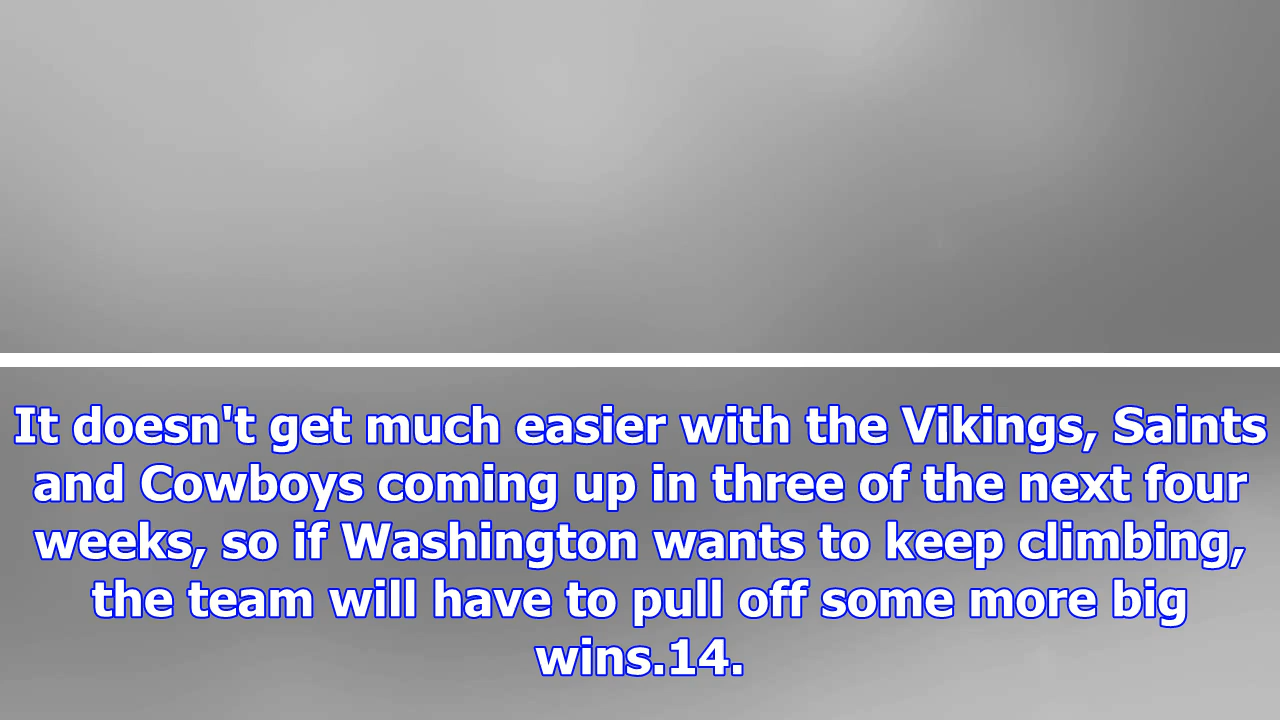 It doesn't get much easier with the Vikings, Saints
and Cowboys coming up in three of the next four
weeks, so if Washington wants to keep climbing,
the team will have to pull off some more big
wins.14.